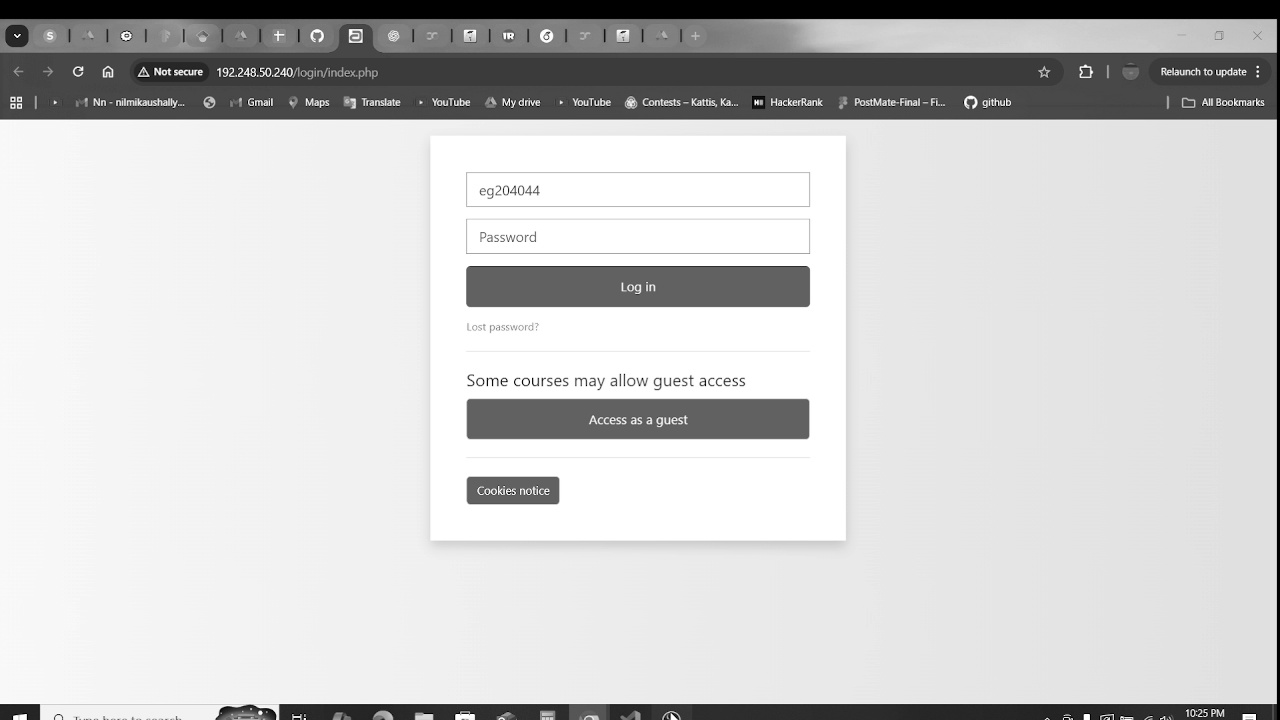 Not secure 192.248.50.240/login/index.php Relaunch to update
Nn - nilmikaushally... Gmail Maps Translate YouTube My drive YouTube Contests – Kattis, Ka... HackerRank PostMate-Final – Fi... github All Bookmarks
eg204044
Password
Log in
Lost password?
Some courses may allow guest access
Access as a guest
Cookies notice
Type here to search
10:25 PM